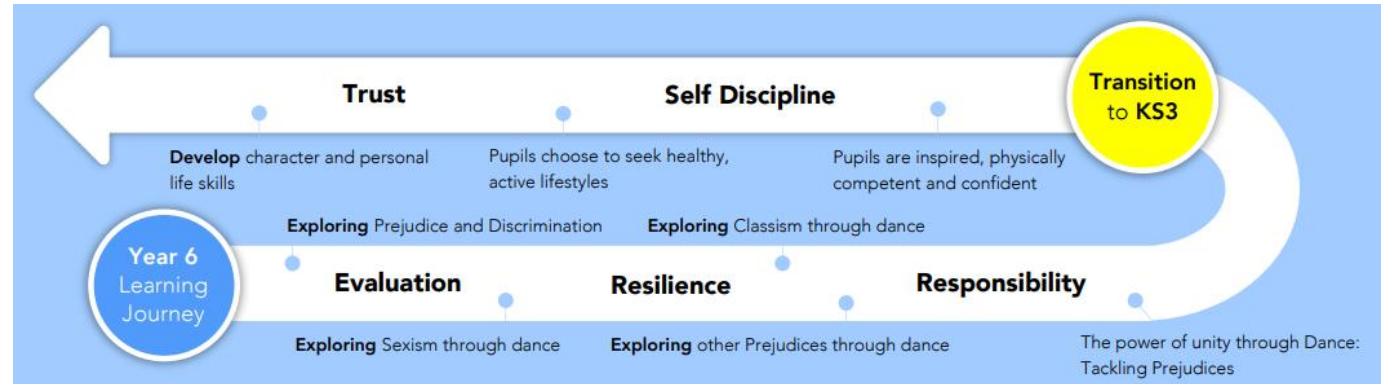 Trust
Self Discipline
Transition
to KS3
Develop character and personal
life skills
Pupils choose to seek healthy,
active lifestyles
Pupils are inspired, physically
competent and confident
Exploring Prejudice and Discrimination
Exploring Classism through dance
Year 6
Learning
Journey
Evaluation
Resilience
Responsibility
Exploring Sexism through dance
Exploring other Prejudices through dance
The power of unity through Dance:
Tackling Prejudices